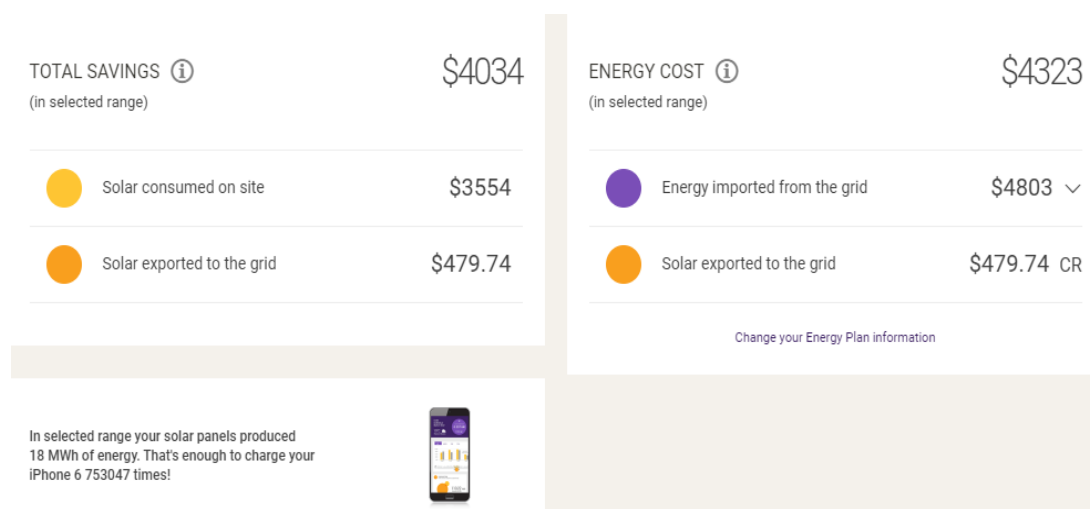 TOTAL SAVINGS
$4034
(in selected range)
Solar consumed on site
$3554
Solar exported to the grid
$479.74
ENERGY COST
$4323
(in selected range)
Energy imported from the grid
$4803
Solar exported to the grid
$479.74 CR
Change your Energy Plan information
In selected range your solar panels produced
18 MWh of energy. That's enough to charge your
iPhone 6 753047 times!